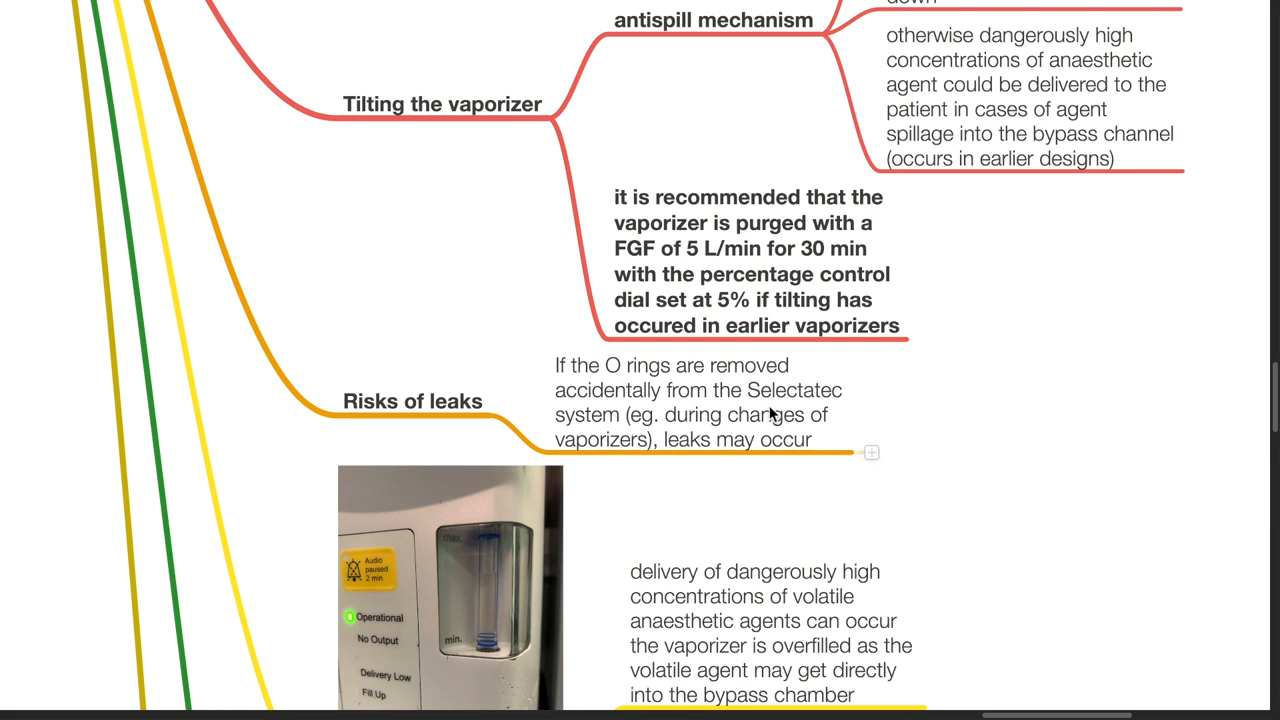 down
antispill mechanism
otherwise dangerously high
concentrations of anaesthetic
agent could be delivered to the
patient in cases of agent
spillage into the bypass channel
(occurs in earlier designs)
Tilting the vaporizer
it is recommended that the
vaporizer is purged with a
FGF of 5 L/min for 30 min
with the percentage control
dial set at 5% if tilting has
occured in earlier vaporizers
If the O rings are removed
accidentally from the Selectatec
system (eg. during changes of
vaporizers), leaks may occur
Risks of leaks
max.
Audio
paused
2 min
Operational
No Output
min.
Delivery Low
Fill Up
delivery of dangerously high
concentrations of volatile
anaesthetic agents can occur
the vaporizer is overfilled as the
volatile agent may get directly
into the bypass chamber